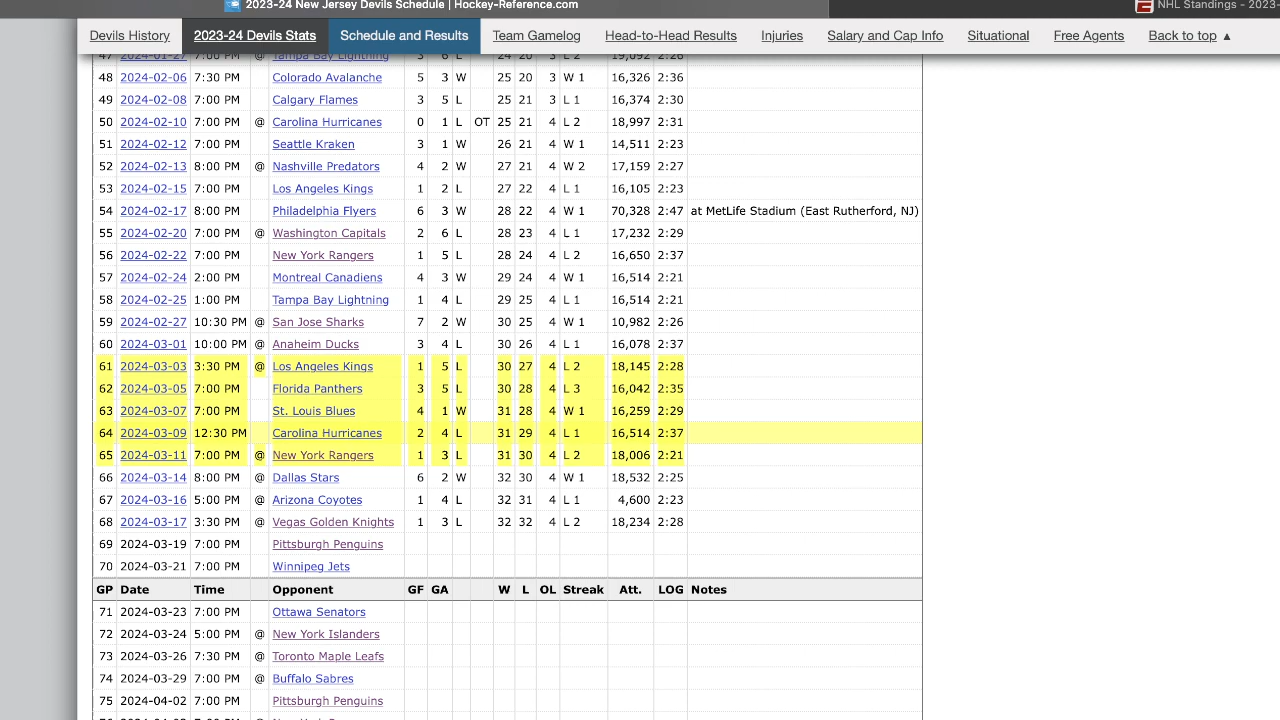 2023-24 New Jersey Devils Schedule | Hockey-Reference.com NHL Standings - 2023-
Devils History 2023-24 Devils Stats Schedule and Results Team Gamelog Head-to-Head Results Injuries Salary and Cap Info Situational Free Agents Back to top ▲
47 2024-01-27 7:00 PM @ Tampa Bay Lightning 3 6 L 24 20 3 L 1 19,092 2:28
48 2024-02-06 7:30 PM Colorado Avalanche 5 3 W 25 20 3 W 1 16,326 2:36
49 2024-02-08 7:00 PM Calgary Flames 3 5 L 25 21 3 L 1 16,374 2:30
50 2024-02-10 7:00 PM @ Carolina Hurricanes 0 1 L OT 25 21 4 L 2 18,997 2:31
51 2024-02-12 7:00 PM Seattle Kraken 3 1 W 26 21 4 W 1 14,511 2:23
52 2024-02-13 8:00 PM @ Nashville Predators 4 2 W 27 21 4 W 2 17,159 2:27
53 2024-02-15 7:00 PM Los Angeles Kings 1 2 L 27 22 4 L 1 16,105 2:23
54 2024-02-17 8:00 PM Philadelphia Flyers 6 3 W 28 22 4 W 1 70,328 2:47 at MetLife Stadium (East Rutherford, NJ)
55 2024-02-20 7:00 PM @ Washington Capitals 2 6 L 28 23 4 L 1 17,232 2:29
56 2024-02-22 7:00 PM New York Rangers 1 5 L 28 24 4 L 2 16,650 2:37
57 2024-02-24 2:00 PM Montreal Canadiens 4 3 W 29 24 4 W 1 16,514 2:21
58 2024-02-25 1:00 PM Tampa Bay Lightning 1 4 L 29 25 4 L 1 16,514 2:21
59 2024-02-27 10:30 PM @ San Jose Sharks 7 2 W 30 25 4 W 1 10,982 2:26
60 2024-03-01 10:00 PM @ Anaheim Ducks 3 4 L 30 26 4 L 1 16,078 2:37
61 2024-03-03 3:30 PM @ Los Angeles Kings 1 5 L 30 27 4 L 2 18,145 2:28
62 2024-03-05 7:00 PM Florida Panthers 3 5 L 30 28 4 L 3 16,042 2:35
63 2024-03-07 7:00 PM St. Louis Blues 4 1 W 31 28 4 W 1 16,259 2:29
64 2024-03-09 12:30 PM Carolina Hurricanes 2 4 L 31 29 4 L 1 16,514 2:37
65 2024-03-11 7:00 PM @ New York Rangers 1 3 L 31 30 4 L 2 18,006 2:21
66 2024-03-14 8:00 PM @ Dallas Stars 6 2 W 32 30 4 W 1 18,532 2:25
67 2024-03-16 5:00 PM @ Arizona Coyotes 1 4 L 32 31 4 L 1 4,600 2:23
68 2024-03-17 3:30 PM @ Vegas Golden Knights 1 3 L 32 32 4 L 2 18,234 2:28
69 2024-03-19 7:00 PM Pittsburgh Penguins
70 2024-03-21 7:00 PM Winnipeg Jets
GP Date Time Opponent GF GA W L OL Streak Att. LOG Notes
71 2024-03-23 7:00 PM Ottawa Senators
72 2024-03-24 5:00 PM @ New York Islanders
73 2024-03-26 7:30 PM @ Toronto Maple Leafs
74 2024-03-29 7:00 PM @ Buffalo Sabres
75 2024-04-02 7:00 PM Pittsburgh Penguins